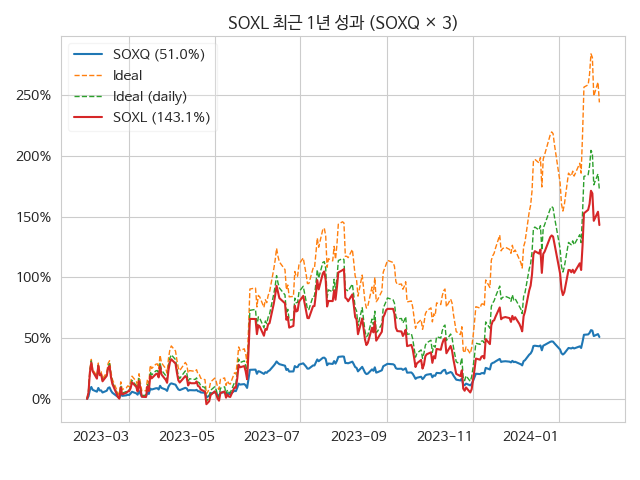 SOXL 최근 1년 성과 (SOXQ × 3)
SOXQ (51.0%)
Ideal
Ideal (daily)
SOXL (143.1%)
250%
200%
150%
100%
50%
0%
2023−03
2023−05
2023−07
2023−09
2023−11
2024−01